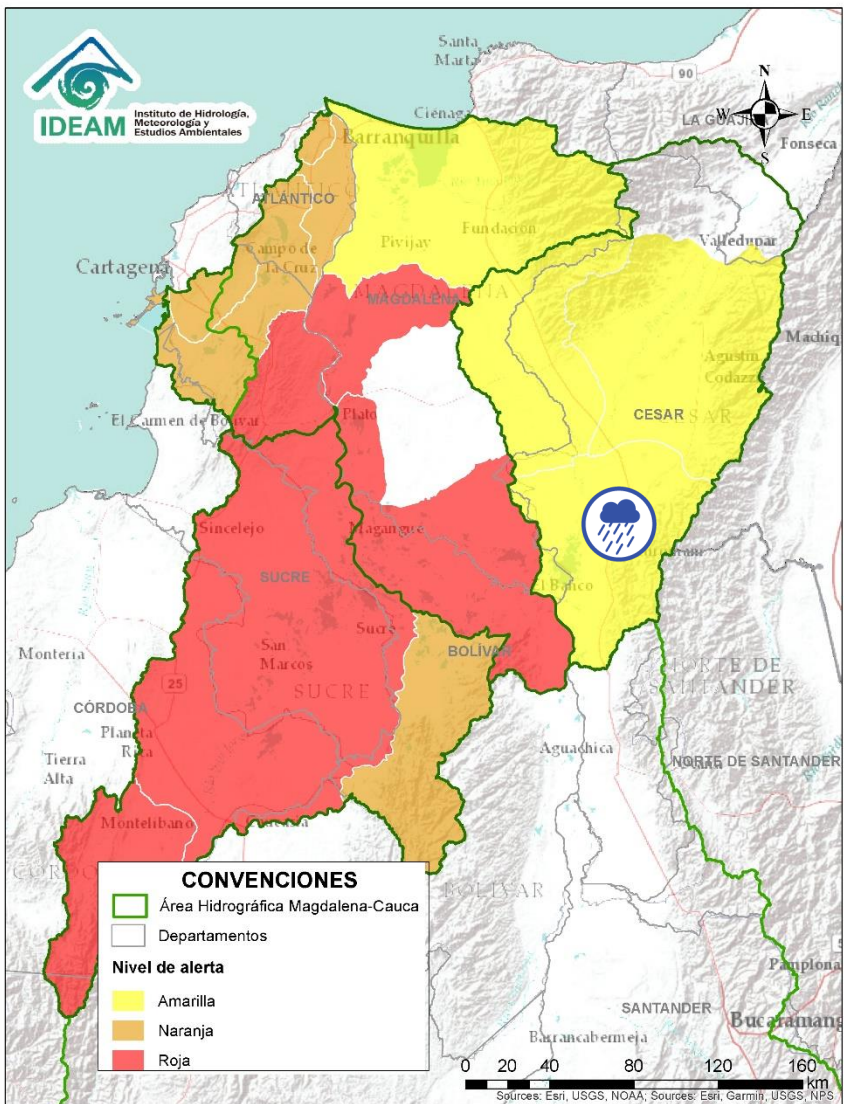 IDEAM
Instituto de Hidrología,
Meteorología y
Estudios Ambientales
Santa
Marta
90
N
W
E
S
Ciénaga
LA GUAJIRA
Fonseca
Barranquilla
ATLÁNTICO
Valledupar
Pivijay
Fundación
Campo de
la Cruz
Cartagena
MAGDALENA
Machiq
Agustín
Codazzi
CESAR
El Carmen de Bolívar
Plato
Sincelejo
Magangué
SUCRE
El Banco
Sucre
San
Marcos
BOLÍVAR
Montería
25
SUCRE
NORTE DE
SANTANDER
CÓRDOBA
Planeta
Rica
Tierra
Alta
Aguachica
NORTE DE SANTANDER
Montelíbano
BOLÍVAR
CONVENCIONES
Área Hidrográfica Magdalena-Cauca
Departamentos
Nivel de alerta
Amarilla
Naranja
Roja
Pamplona
SANTANDER
Bucaramang
Barrancabermeja
0 20 40 80 120 160
km
Sources: Esri, USGS, NOAA; Sources: Esri, Garmin, USGS, NPS